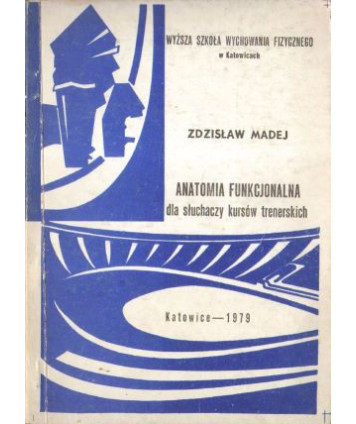 WYŻSZA SZKOŁA WYCHOWANIA FIZYCZNEGO
w Katowicach
ZDZISŁAW MADEJ
ANATOMIA FUNKCJONALNA
dla słuchaczy kursów trenerskich
Katowice—1979